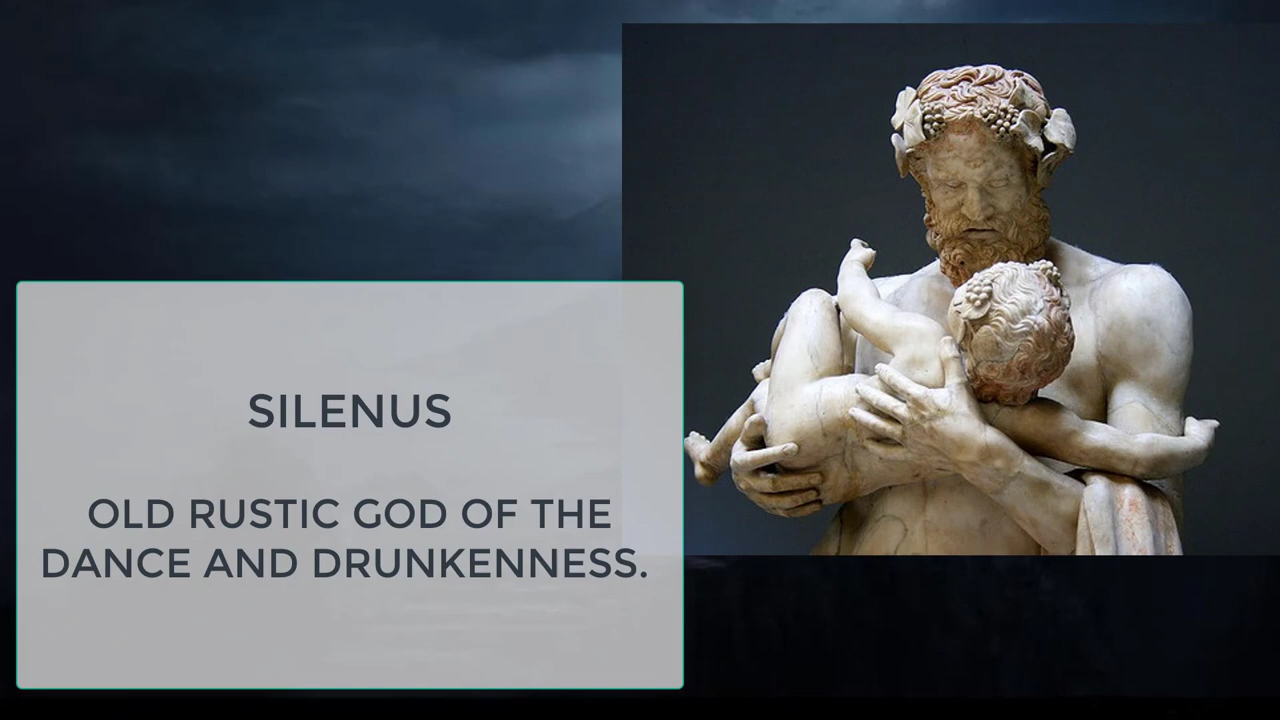 SILENUS
OLD RUSTIC GOD OF THE
DANCE AND DRUNKENNESS.